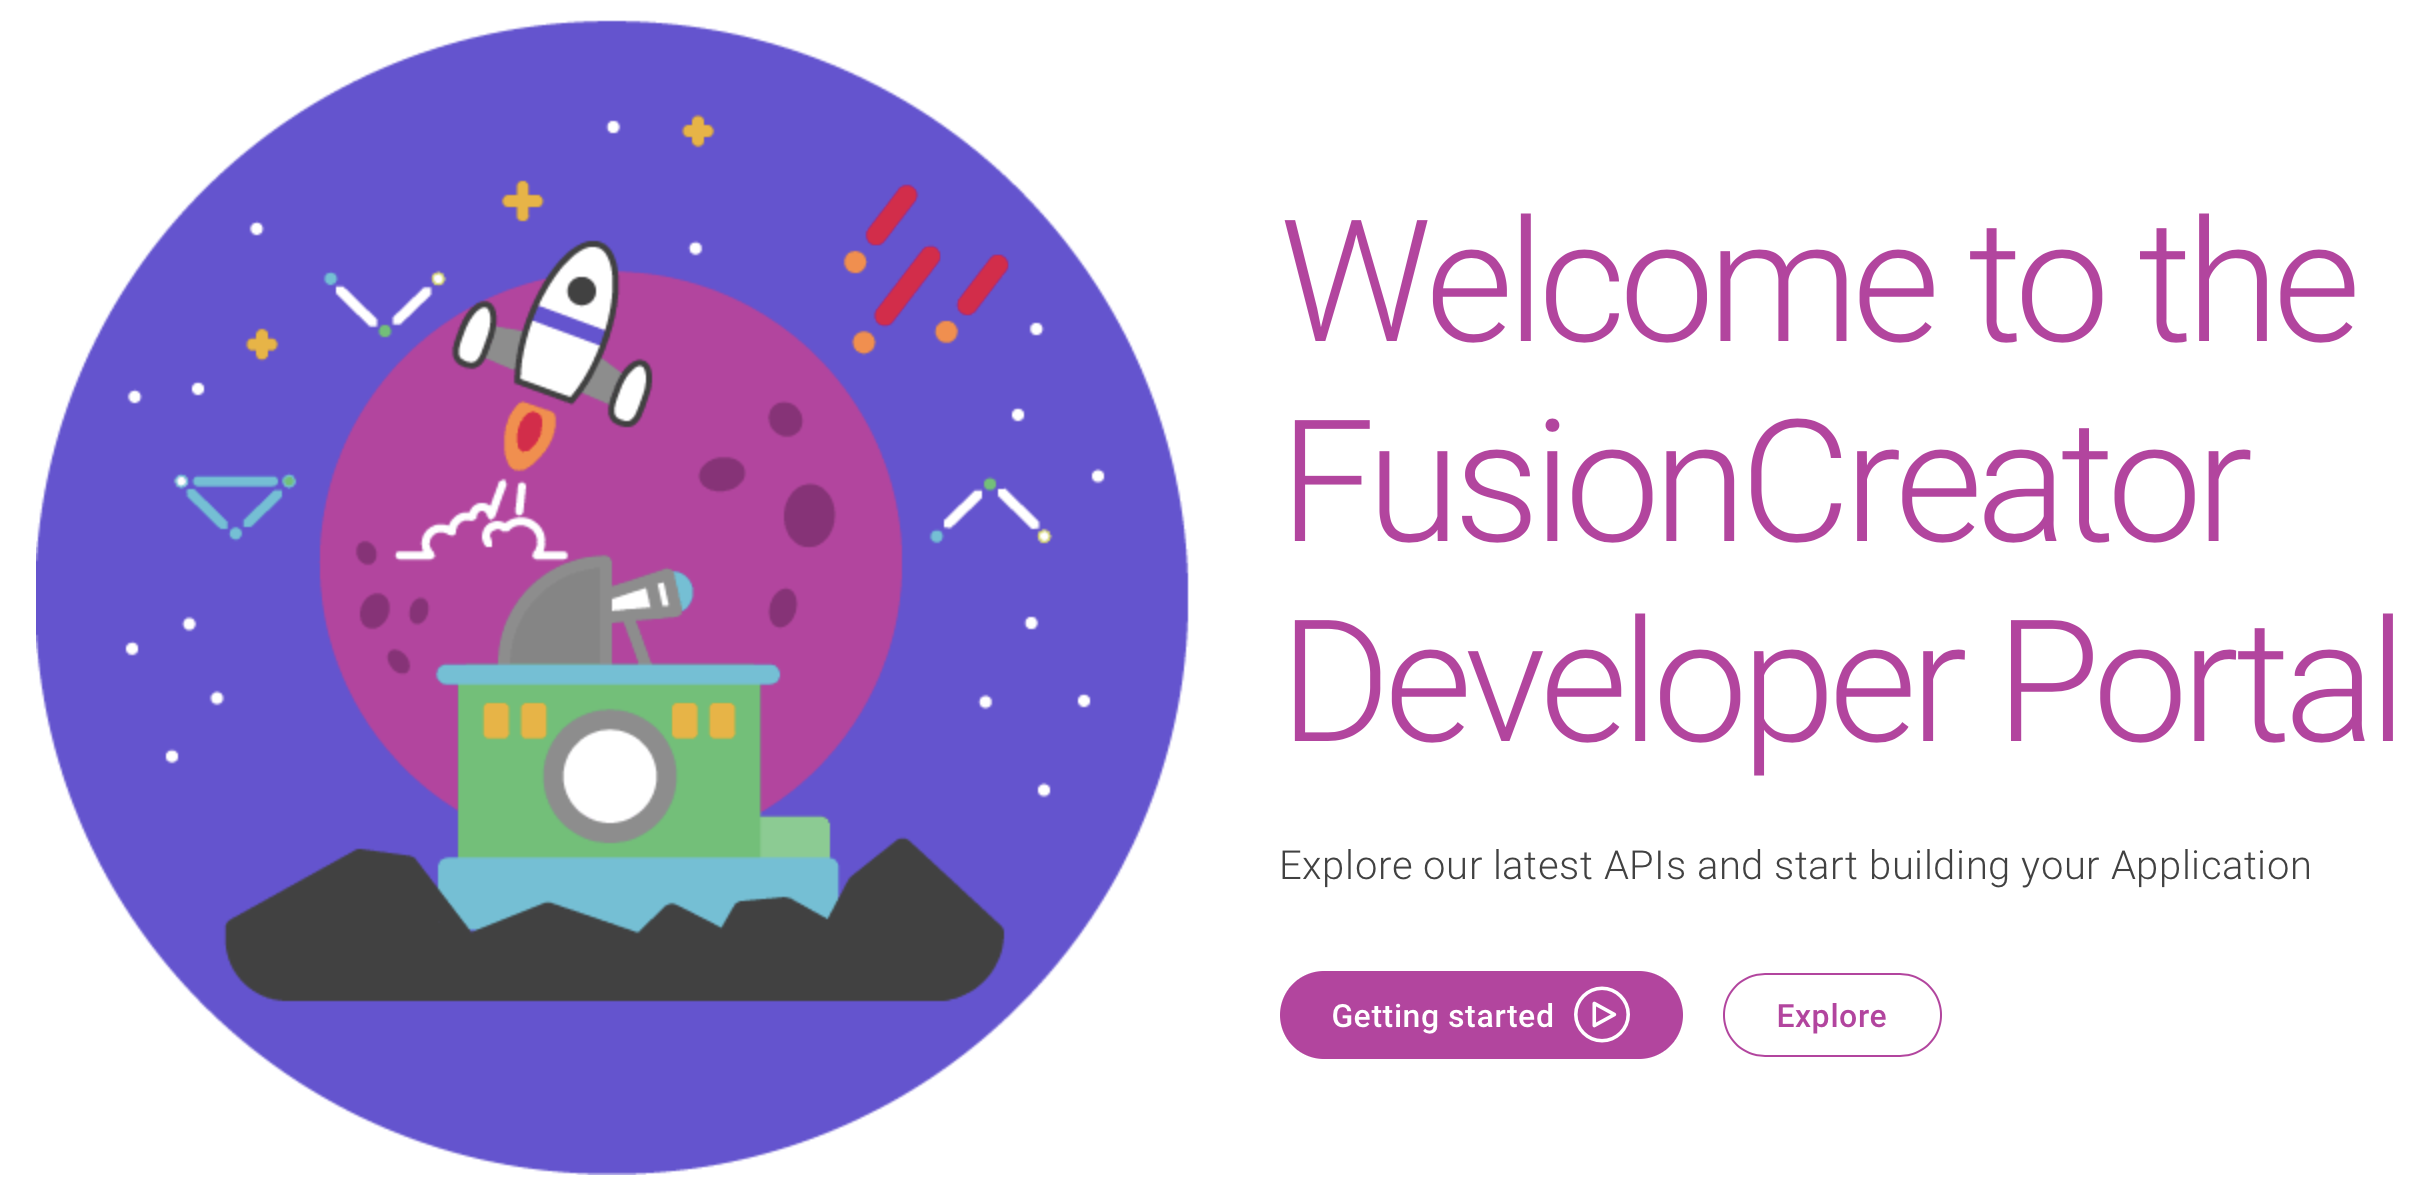 Welcome to the
FusionCreator
Developer Portal
Explore our latest APIs and start building your Application
Getting started
Explore